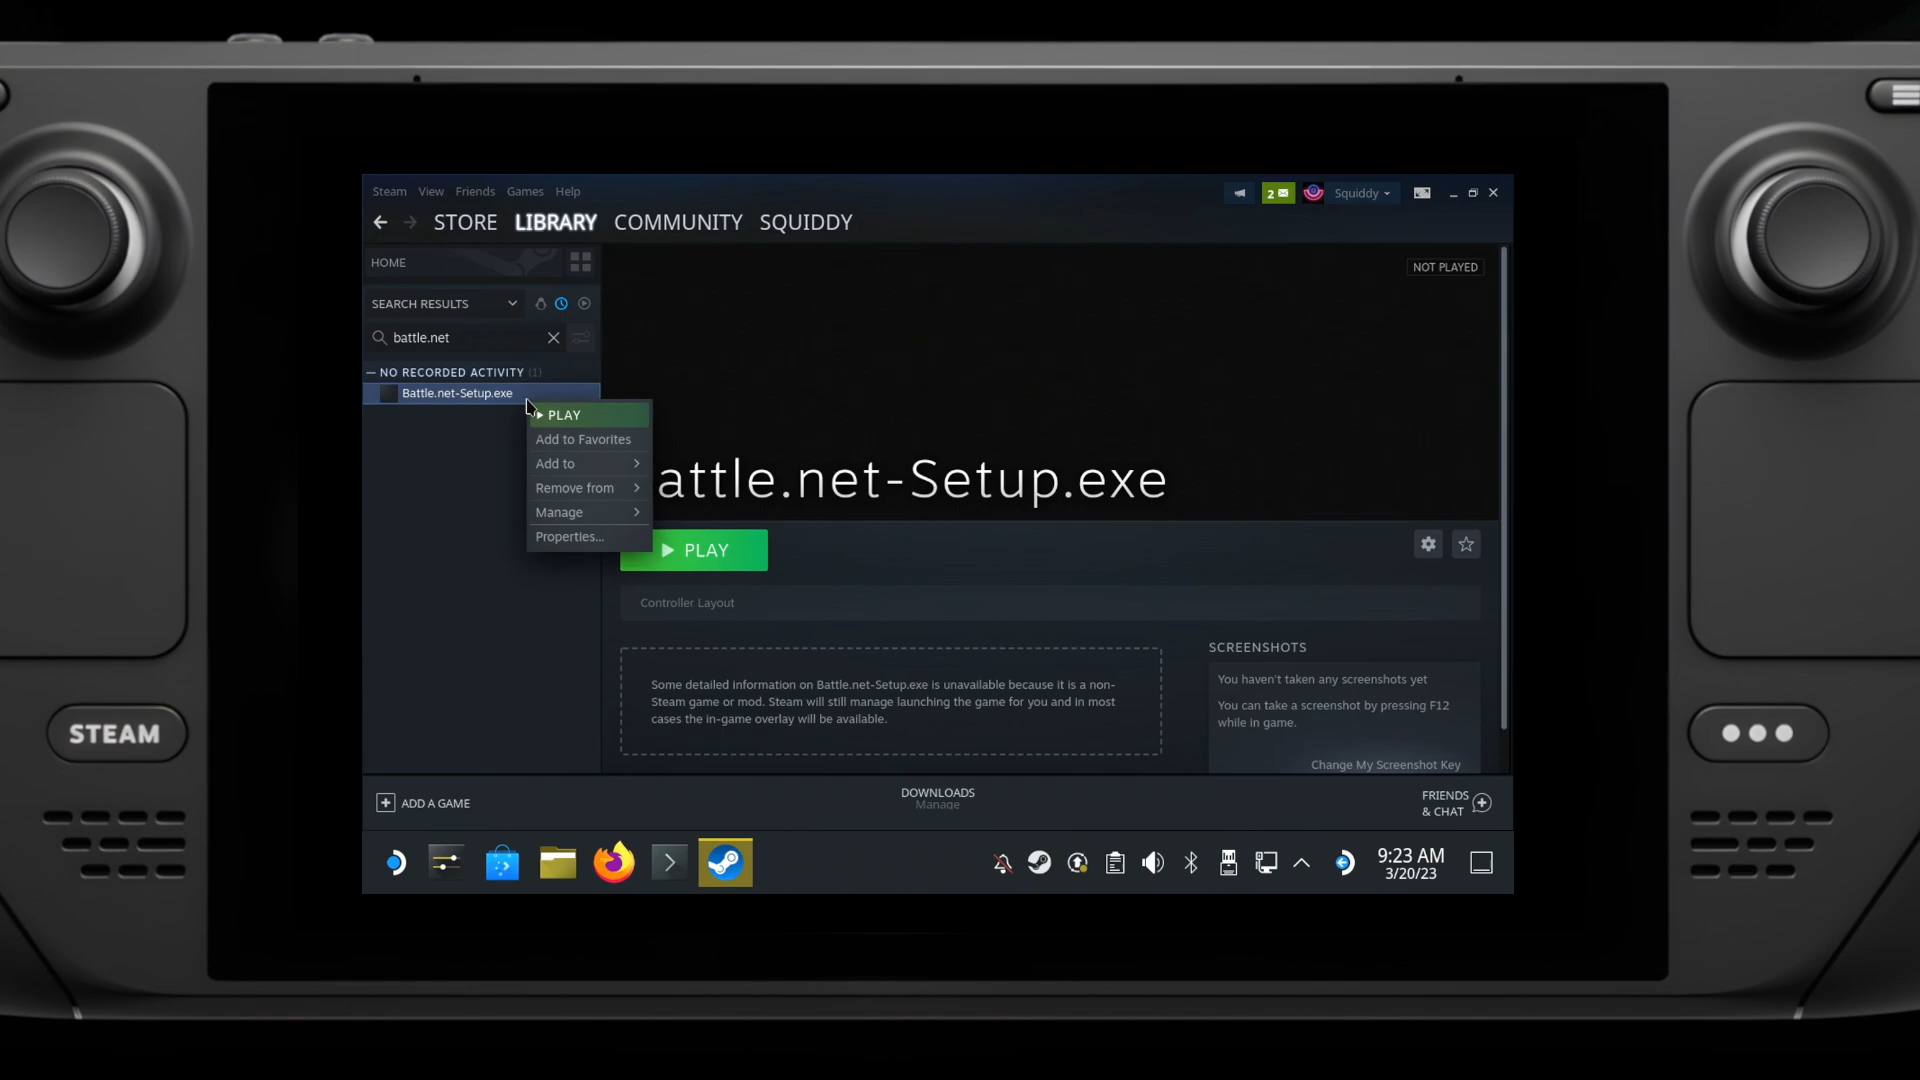 Steam View Friends Games Help
2
Squiddy
STORE LIBRARY COMMUNITY SQUIDDY
HOME
NOT PLAYED
SEARCH RESULTS
battle.net
— NO RECORDED ACTIVITY (1)
Battle.net-Setup.exe
PLAY
Add to Favorites
Add to
Remove from
Manage
Properties...
attle.net-Setup.exe
PLAY
Controller Layout
Some detailed information on Battle.net-Setup.exe is unavailable because it is a non-
Steam game or mod. Steam will still manage launching the game for you and in most
cases the in-game overlay will be available.
SCREENSHOTS
You haven't taken any screenshots yet
You can take a screenshot by pressing F12
while in game.
Change My Screenshot Key
STEAM
ADD A GAME
DOWNLOADS
Manage
FRIENDS
& CHAT
9:23 AM
3/20/23